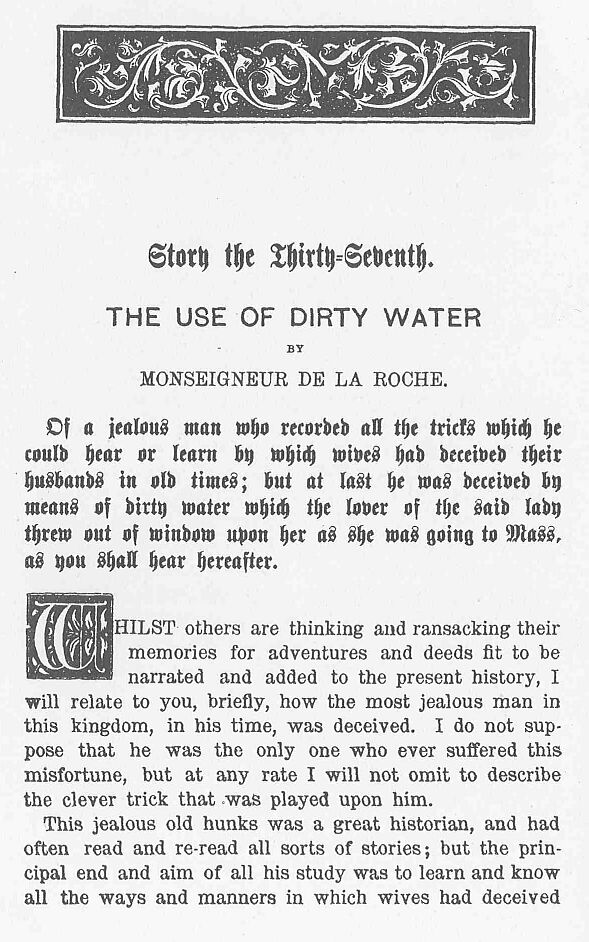 Story the Thirty-Seventh.
THE USE OF DIRTY WATER
BY
MONSEIGNEUR DE LA ROCHE.
Of a jealous man who recorded all the tricks which he
could hear or learn by which wives had deceived their
husbands in old times; but at last he was deceived by
means of dirty water which the lover of the said lady
threw out of window upon her as she was going to Mass,
as you shall hear hereafter.
WHILST others are thinking and ransacking their
memories for adventures and deeds fit to be
narrated and added to the present history, I
will relate to you, briefly, how the most jealous man in
this kingdom, in his time, was deceived. I do not sup-
pose that he was the only one who ever suffered this
misfortune, but at any rate I will not omit to describe
the clever trick that was played upon him.
This jealous old hunks was a great historian, and had
often read and re-read all sorts of stories; but the prin-
cipal end and aim of all his study was to learn and know
all the ways and manners in which wives had deceived